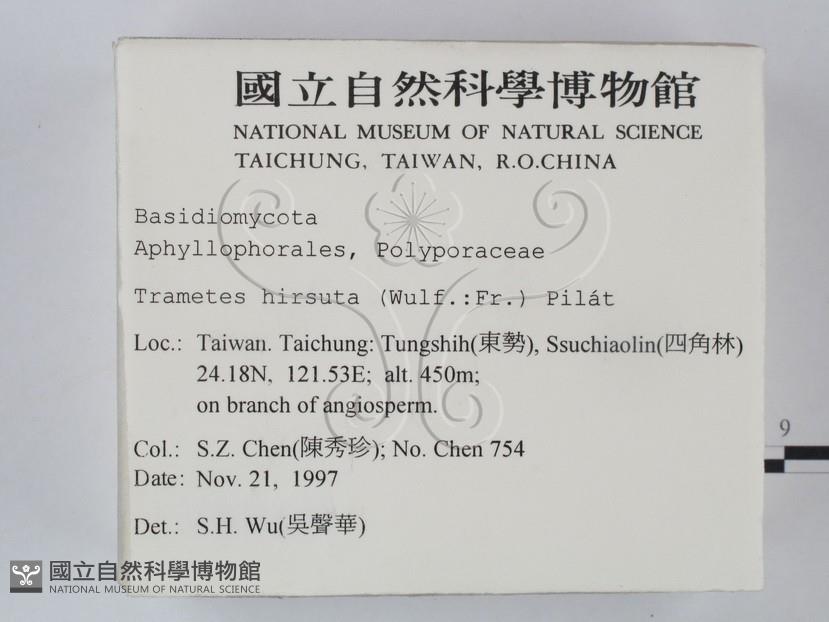 國立自然科學博物館
NATIONAL MUSEUM OF NATURAL SCIENCE
TAICHUNG, TAIWAN, R.O.CHINA
Basidiomycota
Aphyllophorales, Polyporaceae
Trametes hirsuta (Wulf.:Fr.) Pilát
Loc.: Taiwan. Taichung: Tungshih(東勢), Ssuchiaolin(四角林)
24.18N, 121.53E; alt. 450m;
on branch of angiosperm.
Col.: S.Z. Chen(陳秀珍); No. Chen 754
Date: Nov. 21, 1997
Det.: S.H. Wu(吳聲華)
9
國立自然科學博物館
NATIONAL MUSEUM OF NATURAL SCIENCE